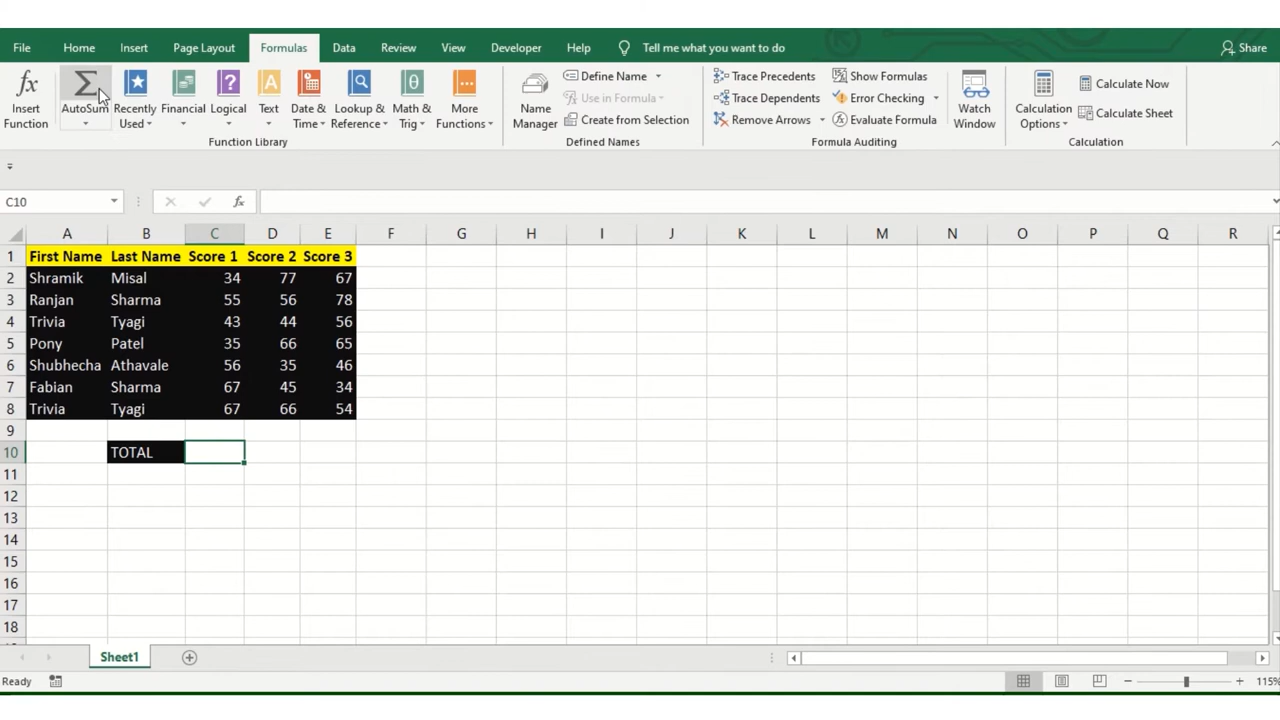 File Home Insert Page Layout Formulas Data Review View Developer Help Tell me what you want to do Share
fx Insert Function
Σ AutoSum
Recently Used
Financial
Logical
A Text
Date & Time
Lookup & Reference
θ Math & Trig
More Functions
Function Library
Name Manager
Define Name
Use in Formula
Create from Selection
Defined Names
Trace Precedents
Trace Dependents
Remove Arrows
Show Formulas
Error Checking
Evaluate Formula
Formula Auditing
Watch Window
Calculation Options
Calculate Now
Calculate Sheet
Calculation
C10 fx
A B C D E F G H I J K L M N O P Q R
1 First Name Last Name Score 1 Score 2 Score 3
2 Shramik Misal 34 77 67
3 Ranjan Sharma 55 56 78
4 Trivia Tyagi 43 44 56
5 Pony Patel 35 66 65
6 Shubhecha Athavale 56 35 46
7 Fabian Sharma 67 45 34
8 Trivia Tyagi 67 66 54
9
10 TOTAL
11
12
13
14
15
16
17
18
Sheet1
Ready 115%